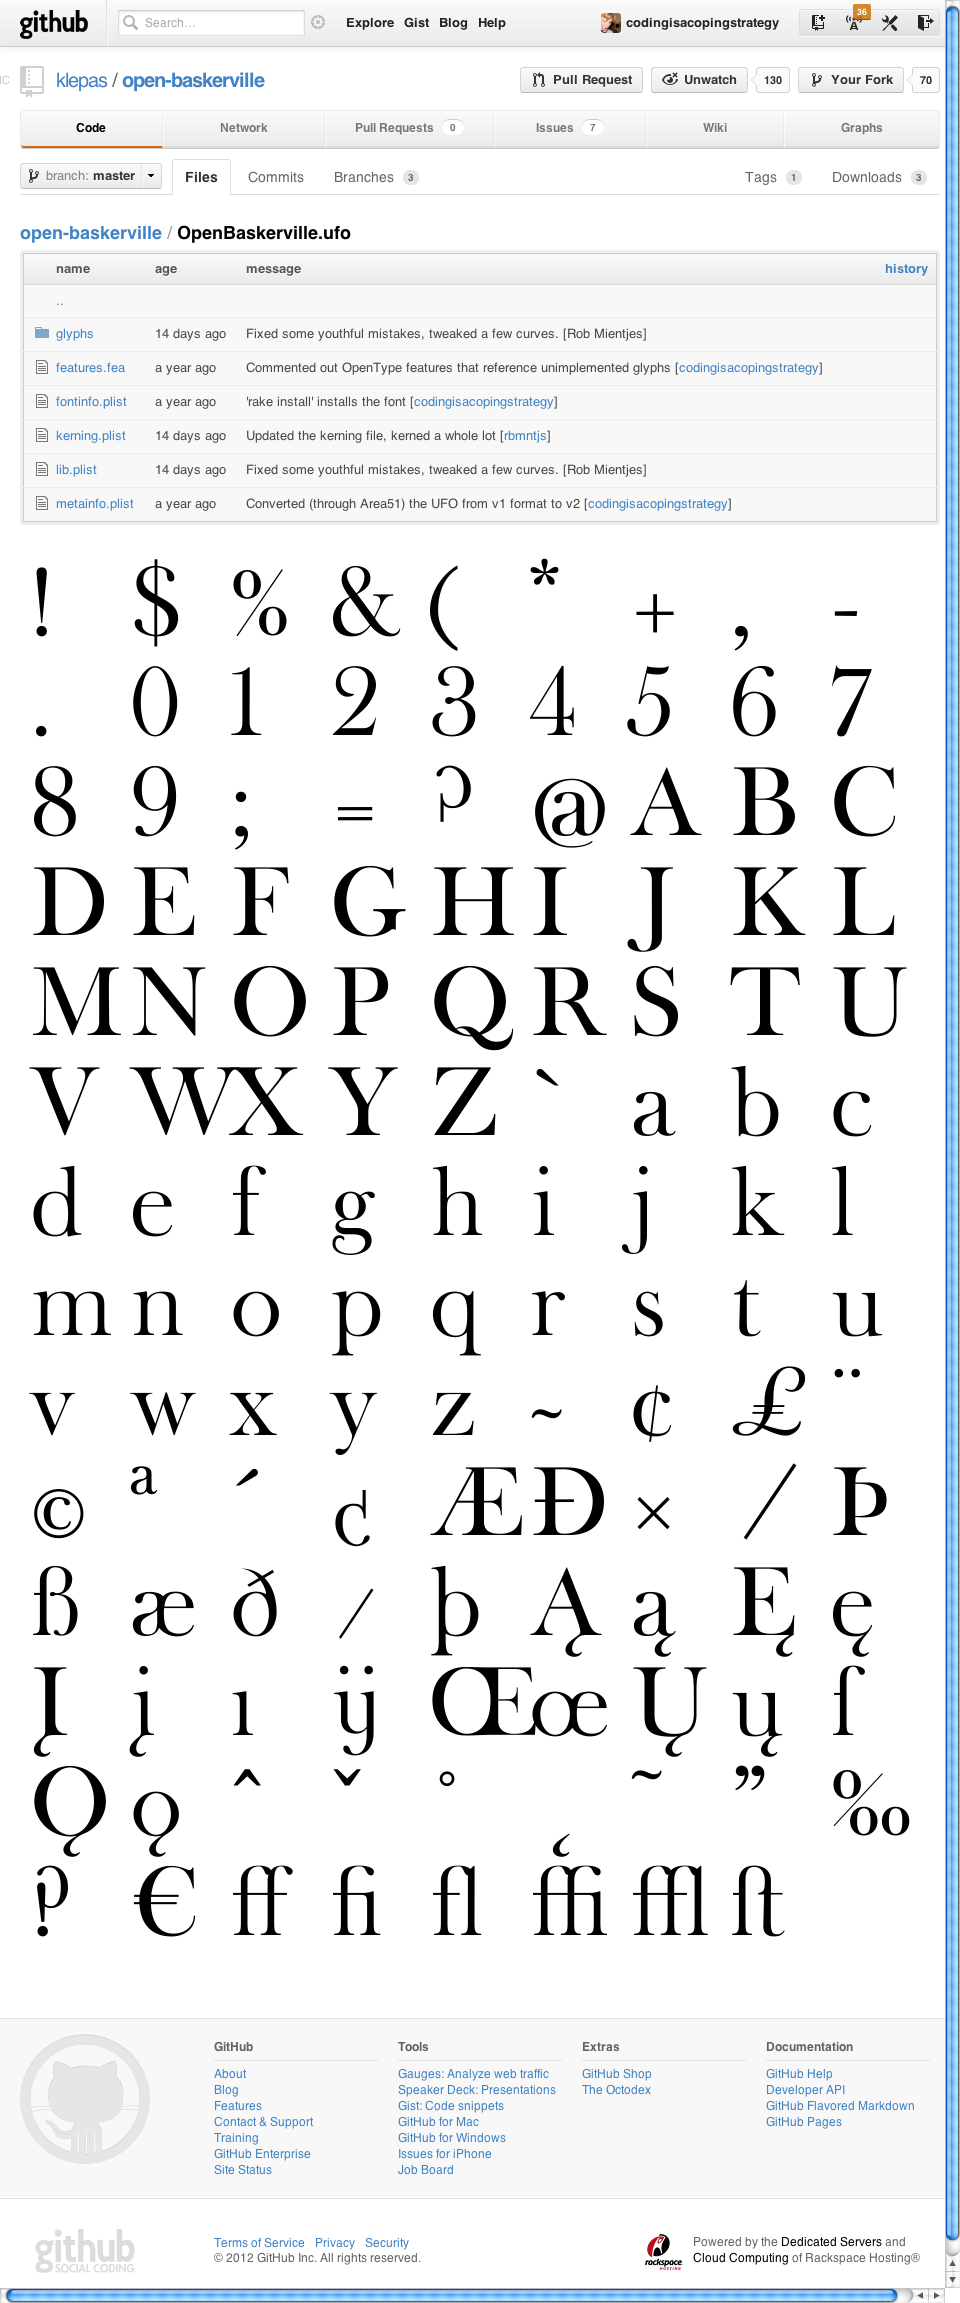 github Search... Explore Gist Blog Help codingisacopingstrategy 36
klepas / open-baskerville Pull Request Unwatch 130 Your Fork 70
Code Network Pull Requests 0 Issues 7 Wiki Graphs
branch: master Files Commits Branches 3 Tags 1 Downloads 3
open-baskerville / OpenBaskerville.ufo
name age message history
..
glyphs 14 days ago Fixed some youthful mistakes, tweaked a few curves. [Rob Mientjes]
features.fea a year ago Commented out OpenType features that reference unimplemented glyphs [codingisacopingstrategy]
fontinfo.plist a year ago 'rake install' installs the font [codingisacopingstrategy]
kerning.plist 14 days ago Updated the kerning file, kerned a whole lot [rbmntjs]
lib.plist 14 days ago Fixed some youthful mistakes, tweaked a few curves. [Rob Mientjes]
metainfo.plist a year ago Converted (through Area51) the UFO from v1 format to v2 [codingisacopingstrategy]
! $ % & ( * + , -
. 0 1 2 3 4 5 6 7
8 9 ; = @ A B C
D E F G H I J K L
M N O P Q R S T U
V W X Y Z ` a b c
d e f g h i j k l
m n o p q r s t u
v w x y z ~ ¢ £ ¨
© ª ´ Æ Ð × / Þ
ß æ ð ⁄ þ Ą ą Ę ę
Į į ı ÿ Œ œ Ų ų ſ
Ǫ ǫ ˆ ˇ ˚ ˜ ” ‰
€ ff fi fl ffi ffl ſt
GitHub Tools Extras Documentation
About Gauges: Analyze web traffic GitHub Shop GitHub Help
Blog Speaker Deck: Presentations The Octodex Developer API
Features Gist: Code snippets GitHub Flavored Markdown
Contact & Support GitHub for Mac GitHub Pages
Training GitHub for Windows
GitHub Enterprise Issues for iPhone
Site Status Job Board
github SOCIAL CODING
Terms of Service Privacy Security
© 2012 GitHub Inc. All rights reserved.
rackspace HOSTING
Powered by the Dedicated Servers and
Cloud Computing of Rackspace Hosting®